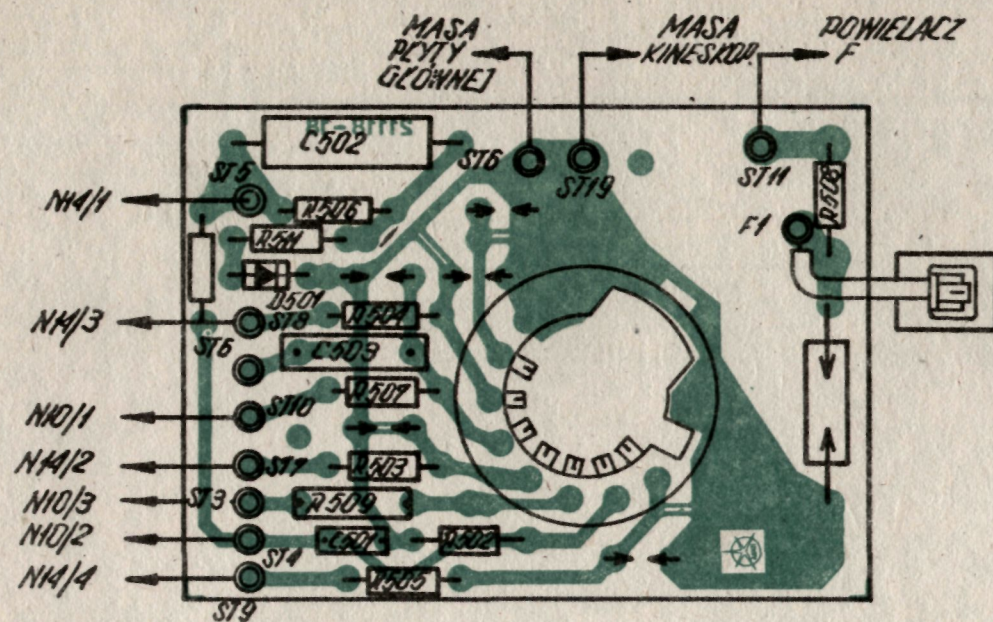 MASA
PŁYTY
GŁÓWNEJ
MASA
KINESKOP.
POWIELACZ
F
21118-18
C502
ST6
ST19
ST11
R508
F1
ST5
N14/1
R506
R511
D501
N14/3
ST8
R504
ST6
C503
N10/1
ST10
R507
N14/2
ST7
R503
N10/3
ST3
R509
N10/2
C501
R502
ST4
N14/4
R505
ST9